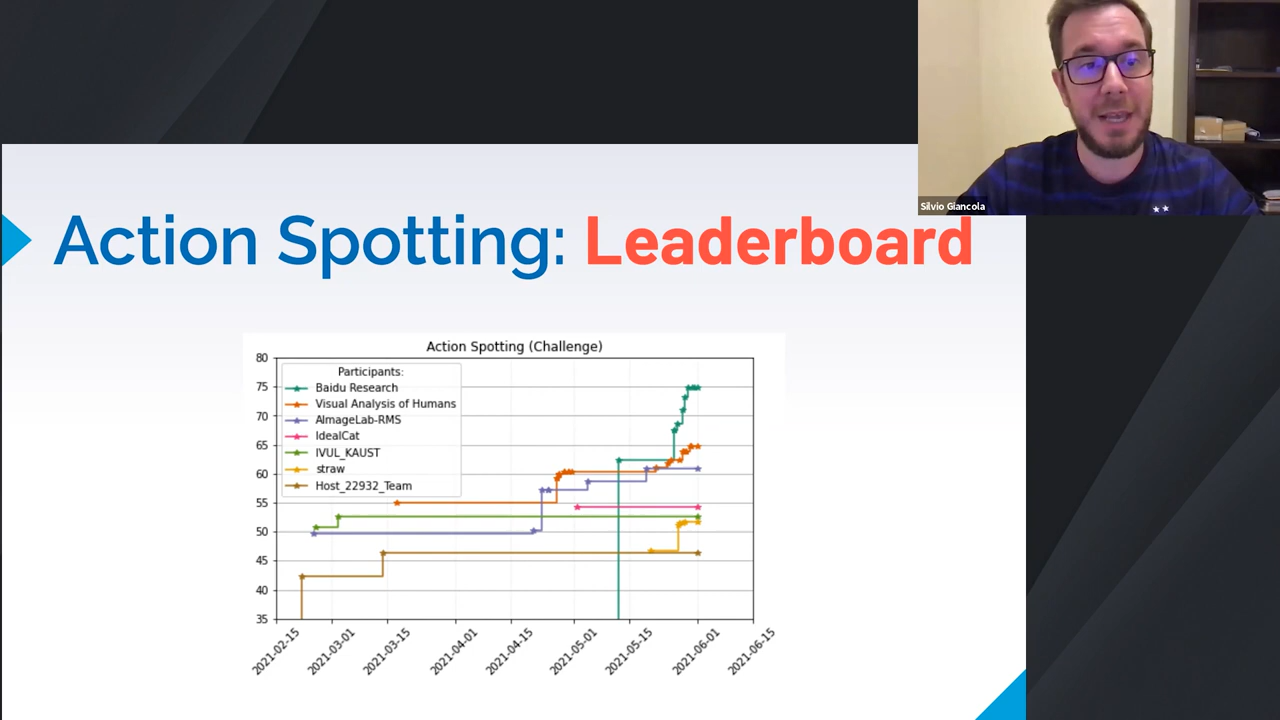 Silvio Giancola
Action Spotting: Leaderboard
Action Spotting (Challenge)
80
75
70
65
60
55
50
45
40
35
Participants:
Baidu Research
Visual Analysis of Humans
AImageLab-RMS
IdealCat
IVUL_KAUST
straw
Host_22932_Team
2021-02-15
2021-03-01
2021-03-15
2021-04-01
2021-04-15
2021-05-01
2021-05-15
2021-06-01
2021-06-15